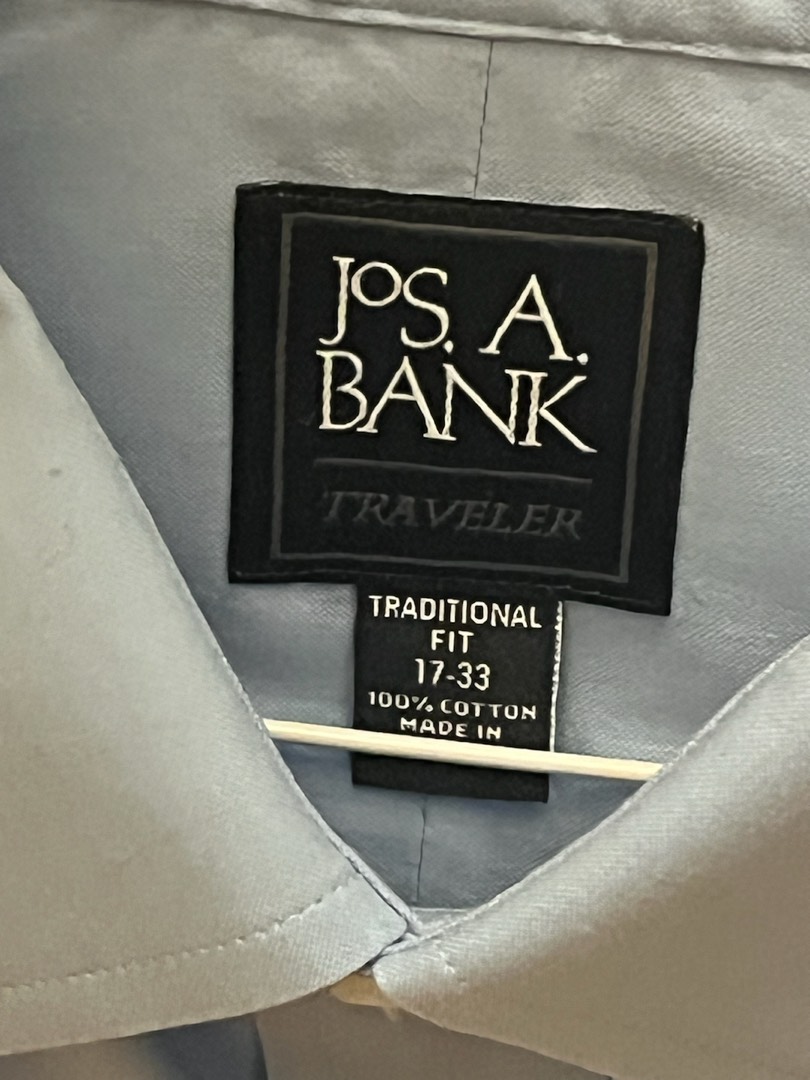 JoS. A.
BANK
TRAVELER
TRADITIONAL
FIT
17-33
100% COTTON
MADE IN